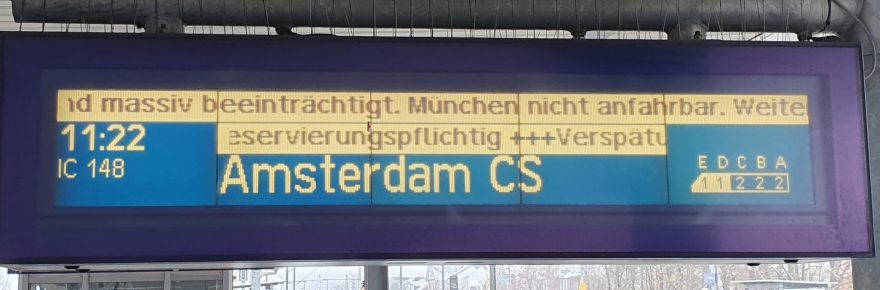 nd massiv beeinträchtigt. München nicht anfahrbar. Weite
11:22
eservierungspflichtig +++Verspätu
IC 148
Amsterdam CS
E D C B A
1 1 2 2 2